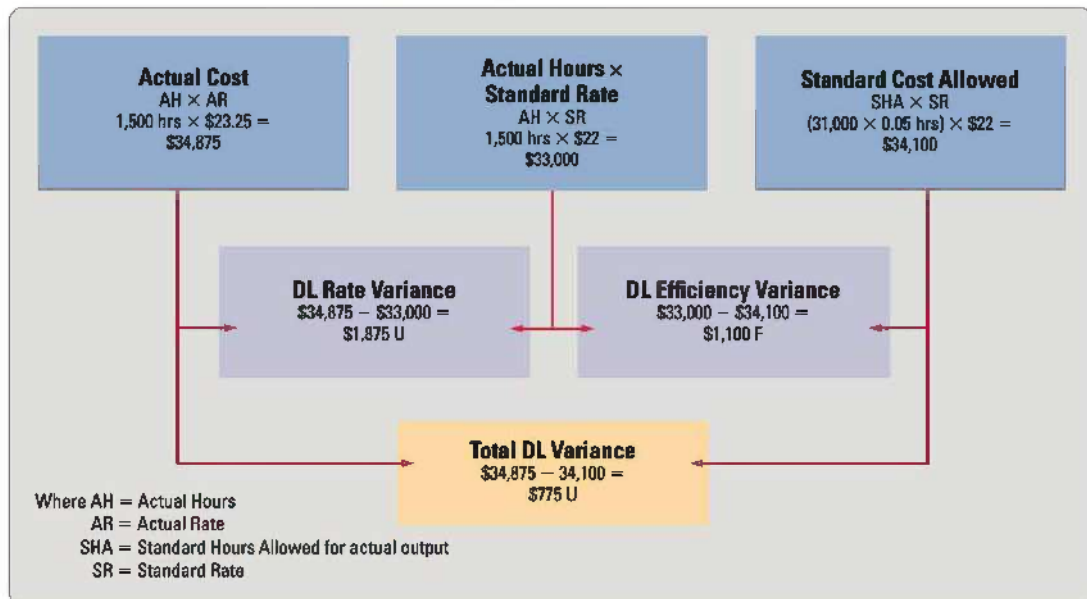 Actual Cost
AH × AR
1,500 hrs × $23.25 =
$34,875
Actual Hours ×
Standard Rate
AH × SR
1,500 hrs × $22 =
$33,000
Standard Cost Allowed
SHA × SR
(31,000 × 0.05 hrs) × $22 =
$34,100
DL Rate Variance
$34,875 − $33,000 =
$1,875 U
DL Efficiency Variance
$33,000 − $34,100 =
$1,100 F
Total DL Variance
$34,875 − 34,100 =
$775 U
Where AH = Actual Hours
AR = Actual Rate
SHA = Standard Hours Allowed for actual output
SR = Standard Rate